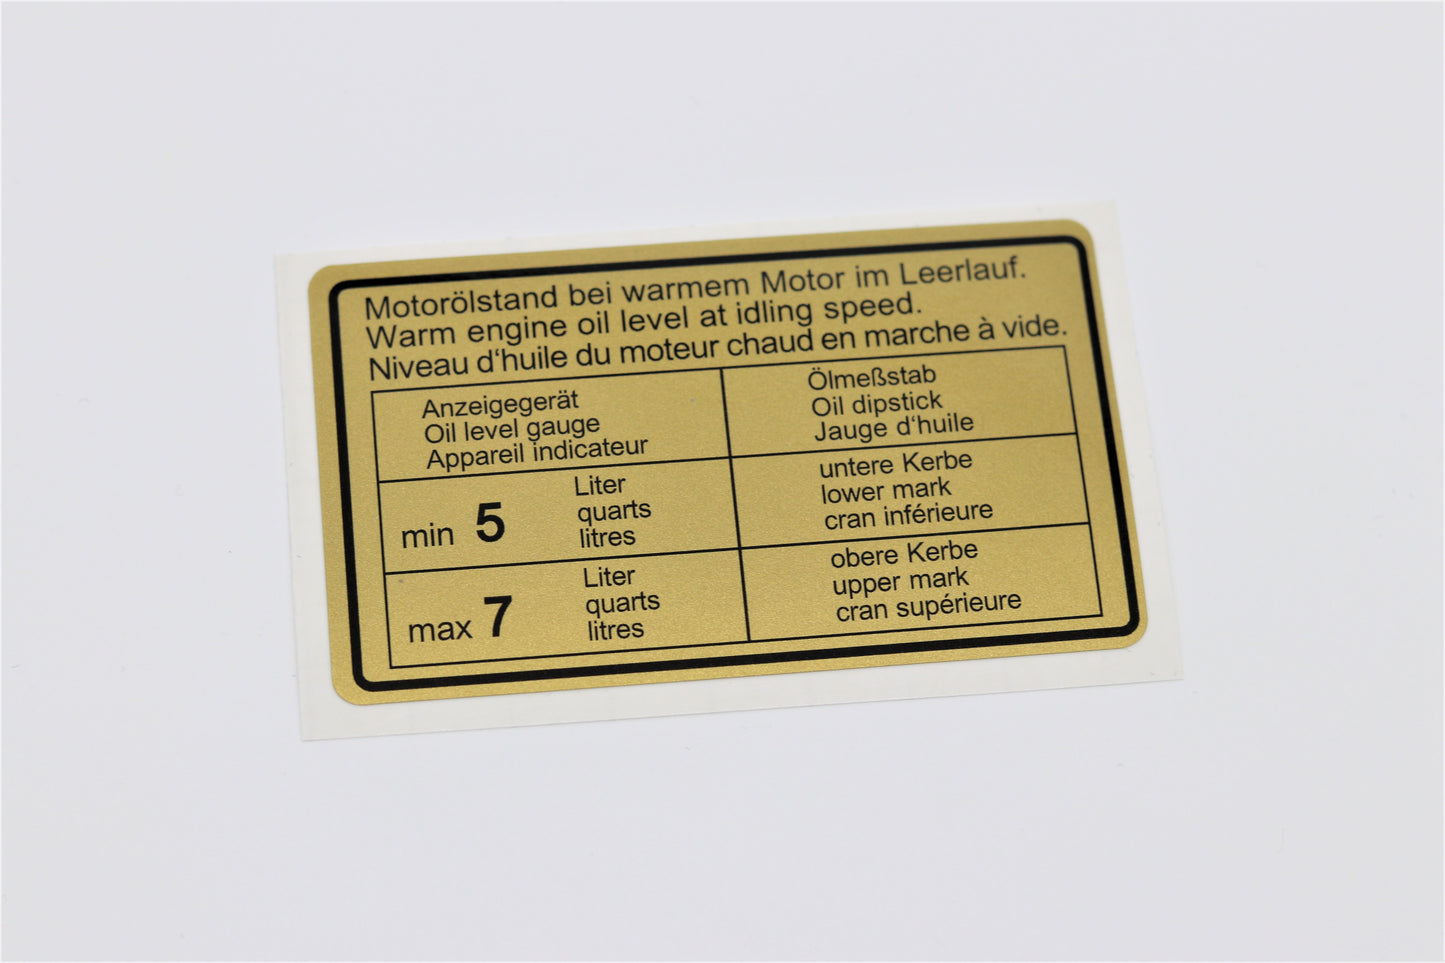 Motorölstand bei warmem Motor im Leerlauf.
Warm engine oil level at idling speed.
Niveau d‘huile du moteur chaud en marche à vide.
Anzeigegerät
Oil level gauge
Appareil indicateur
Ölmeßstab
Oil dipstick
Jauge d‘huile
min 5
Liter
quarts
litres
untere Kerbe
lower mark
cran inférieure
max 7
Liter
quarts
litres
obere Kerbe
upper mark
cran supérieure